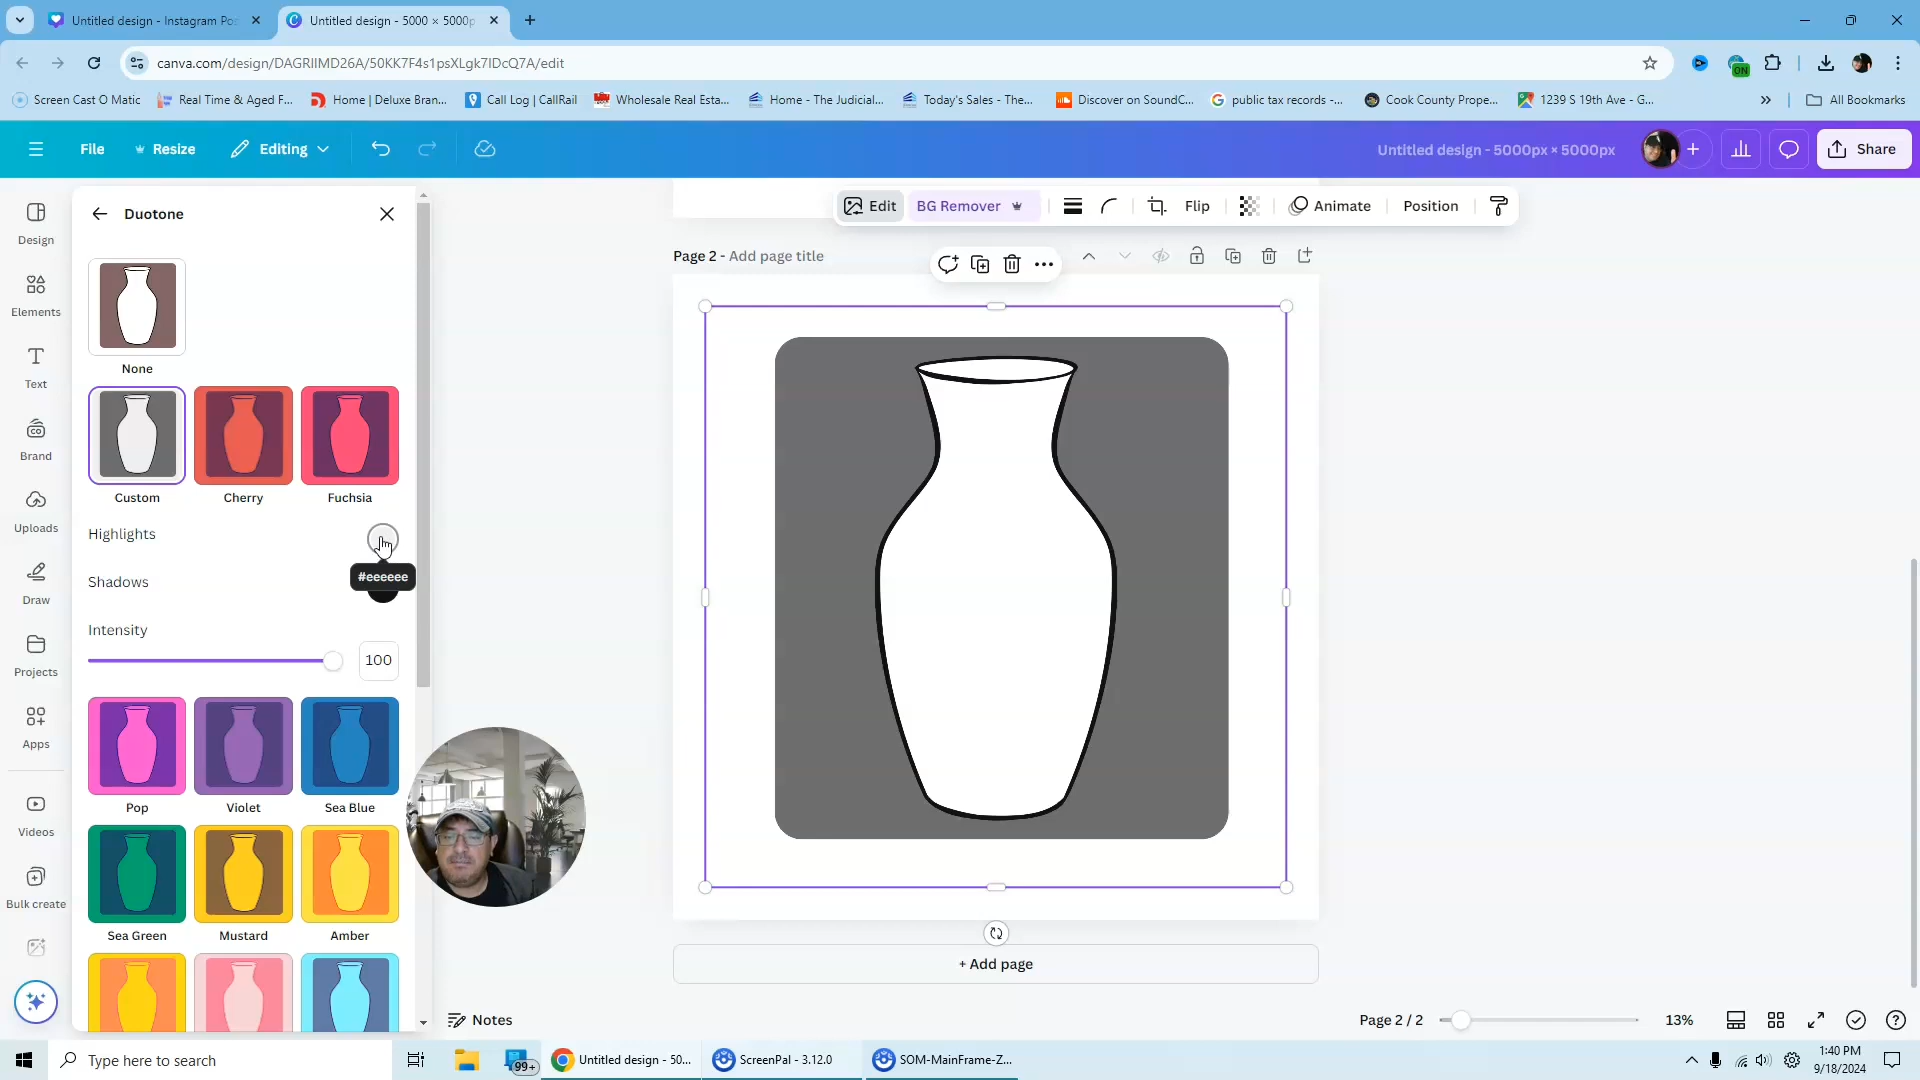 Untitled design - Instagram Pos
Untitled design - 5000 × 5000p
canva.com/design/DAGRIIMD26A/50KK7F4s1psXLgk7IDcQ7A/edit
ON
Screen Cast O Matic
Real Time & Aged F...
Home | Deluxe Bran...
Call Log | CallRail
Wholesale Real Esta...
Home - The Judicial...
Today's Sales - The...
Discover on SoundC...
public tax records -...
Cook County Prope...
1239 S 19th Ave - G...
All Bookmarks
File
Resize
Editing
Untitled design - 5000px × 5000px
Share
Design
Elements
Text
Brand
Uploads
Draw
Projects
Apps
Videos
Bulk create
Duotone
None
Custom
Cherry
Fuchsia
Highlights
#eeeeee
Shadows
Intensity
100
Pop
Violet
Sea Blue
Sea Green
Mustard
Amber
Edit
BG Remover
Flip
Animate
Position
Page 2 - Add page title
+ Add page
Notes
Page 2 / 2
13%
Type here to search
99+
Untitled design - 50...
ScreenPal - 3.12.0
SOM-MainFrame-Z...
1:40 PM
9/18/2024